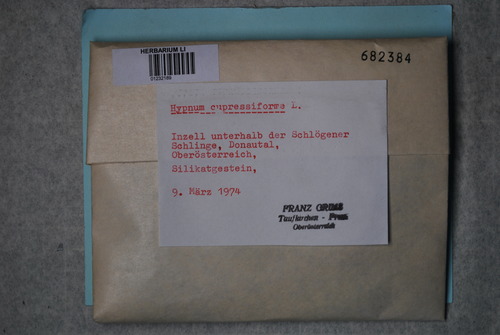 HERBARIUM LI
01232189
682384
Hypnum cupressiforme L.
Inzell unterhalb der Schlögener
Schlinge, Donautal,
Oberösterreich,
Silikatgestein,
9. März 1974
FRANZ GRIMS
Taufkirchen - Pram
Oberösterreich